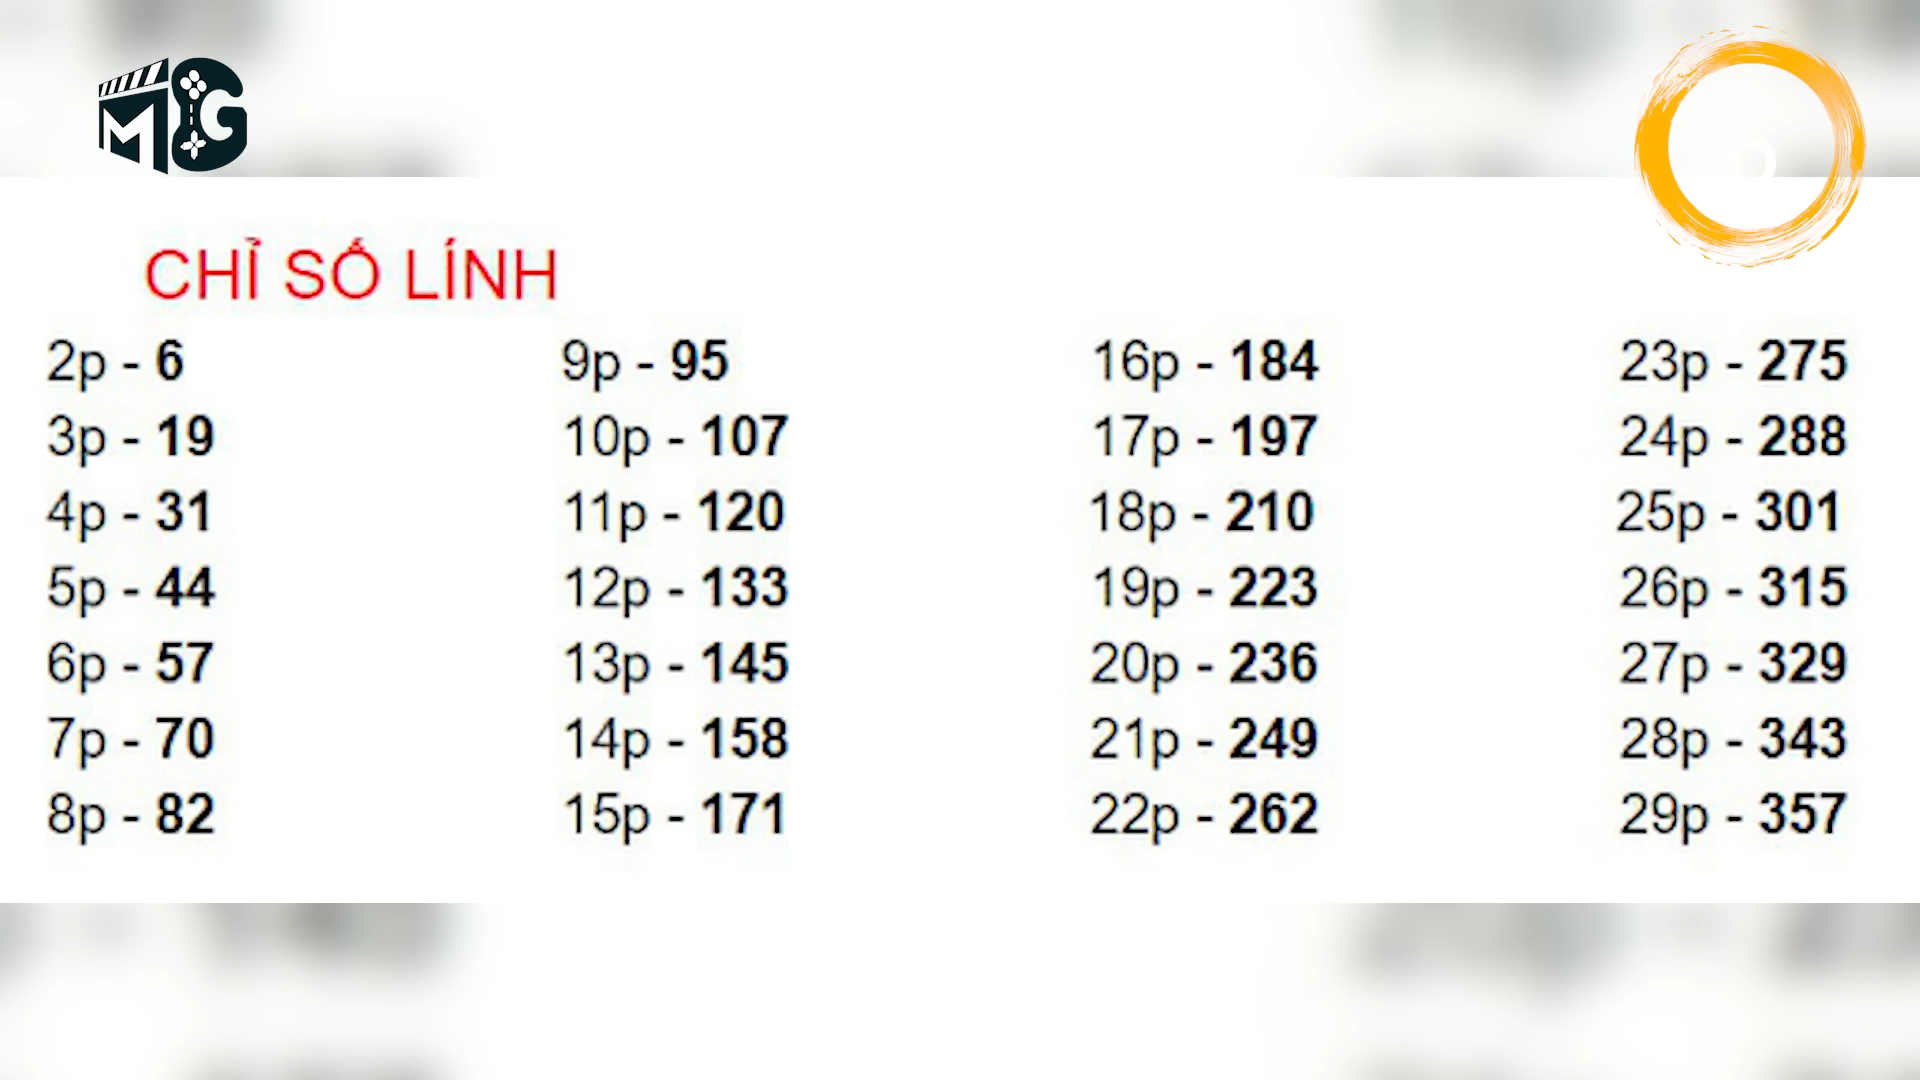 MG
CHỈ SỐ LÍNH
2p - 6
3p - 19
4p - 31
5p - 44
6p - 57
7p - 70
8p - 82
9p - 95
10p - 107
11p - 120
12p - 133
13p - 145
14p - 158
15p - 171
16p - 184
17p - 197
18p - 210
19p - 223
20p - 236
21p - 249
22p - 262
23p - 275
24p - 288
25p - 301
26p - 315
27p - 329
28p - 343
29p - 357